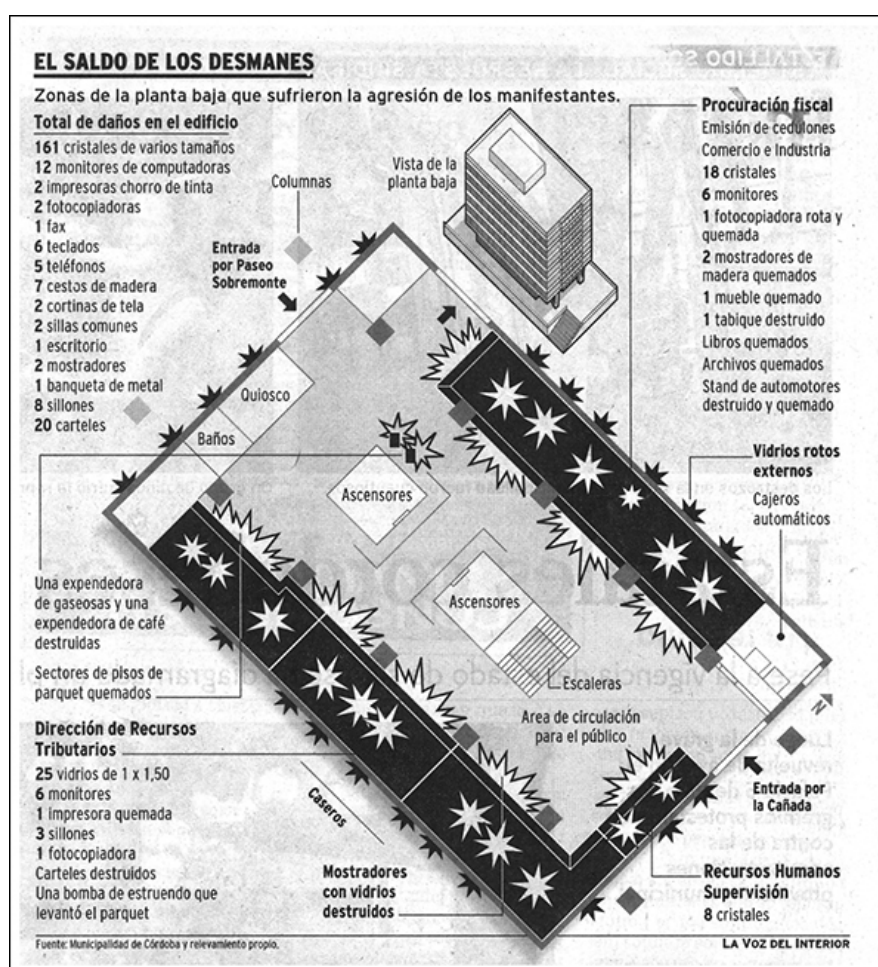 EL SALDO DE LOS DESMANES
Zonas de la planta baja que sufrieron la agresión de los manifestantes.
Total de daños en el edificio
161 cristales de varios tamaños
12 monitores de computadoras
2 impresoras chorro de tinta
2 fotocopiadoras
1 fax
6 teclados
5 teléfonos
7 cestos de madera
2 cortinas de tela
2 sillas comunes
1 escritorio
2 mostradores
1 banqueta de metal
8 sillones
20 carteles
Columnas
Entrada
por Paseo
Sobremonte
Vista de la
planta baja
Procuración fiscal
Emisión de cedulones
Comercio e Industria
18 cristales
6 monitores
1 fotocopiadora rota y
quemada
2 mostradores de
madera quemados
1 mueble quemado
1 tabique destruido
Libros quemados
Archivos quemados
Stand de automotores
destruido y quemado
Vidrios rotos
externos
Cajeros
automáticos
Quiosco
Baños
Ascensores
Ascensores
Escaleras
Area de circulación
para el público
N
Una expendedora
de gaseosas y una
expendedora de café
destruidas
Sectores de pisos de
parquet quemados
Dirección de Recursos
Tributarios
25 vidrios de 1 x 1,50
6 monitores
1 impresora quemada
3 sillones
1 fotocopiadora
Carteles destruidos
Una bomba de estruendo que
levantó el parquet
Caseros
Mostradores
con vidrios
destruidos
Entrada por
la Cañada
Recursos Humanos
Supervisión
8 cristales
Fuente: Municipalidad de Córdoba y relevamiento propio.
LA VOZ DEL INTERIOR